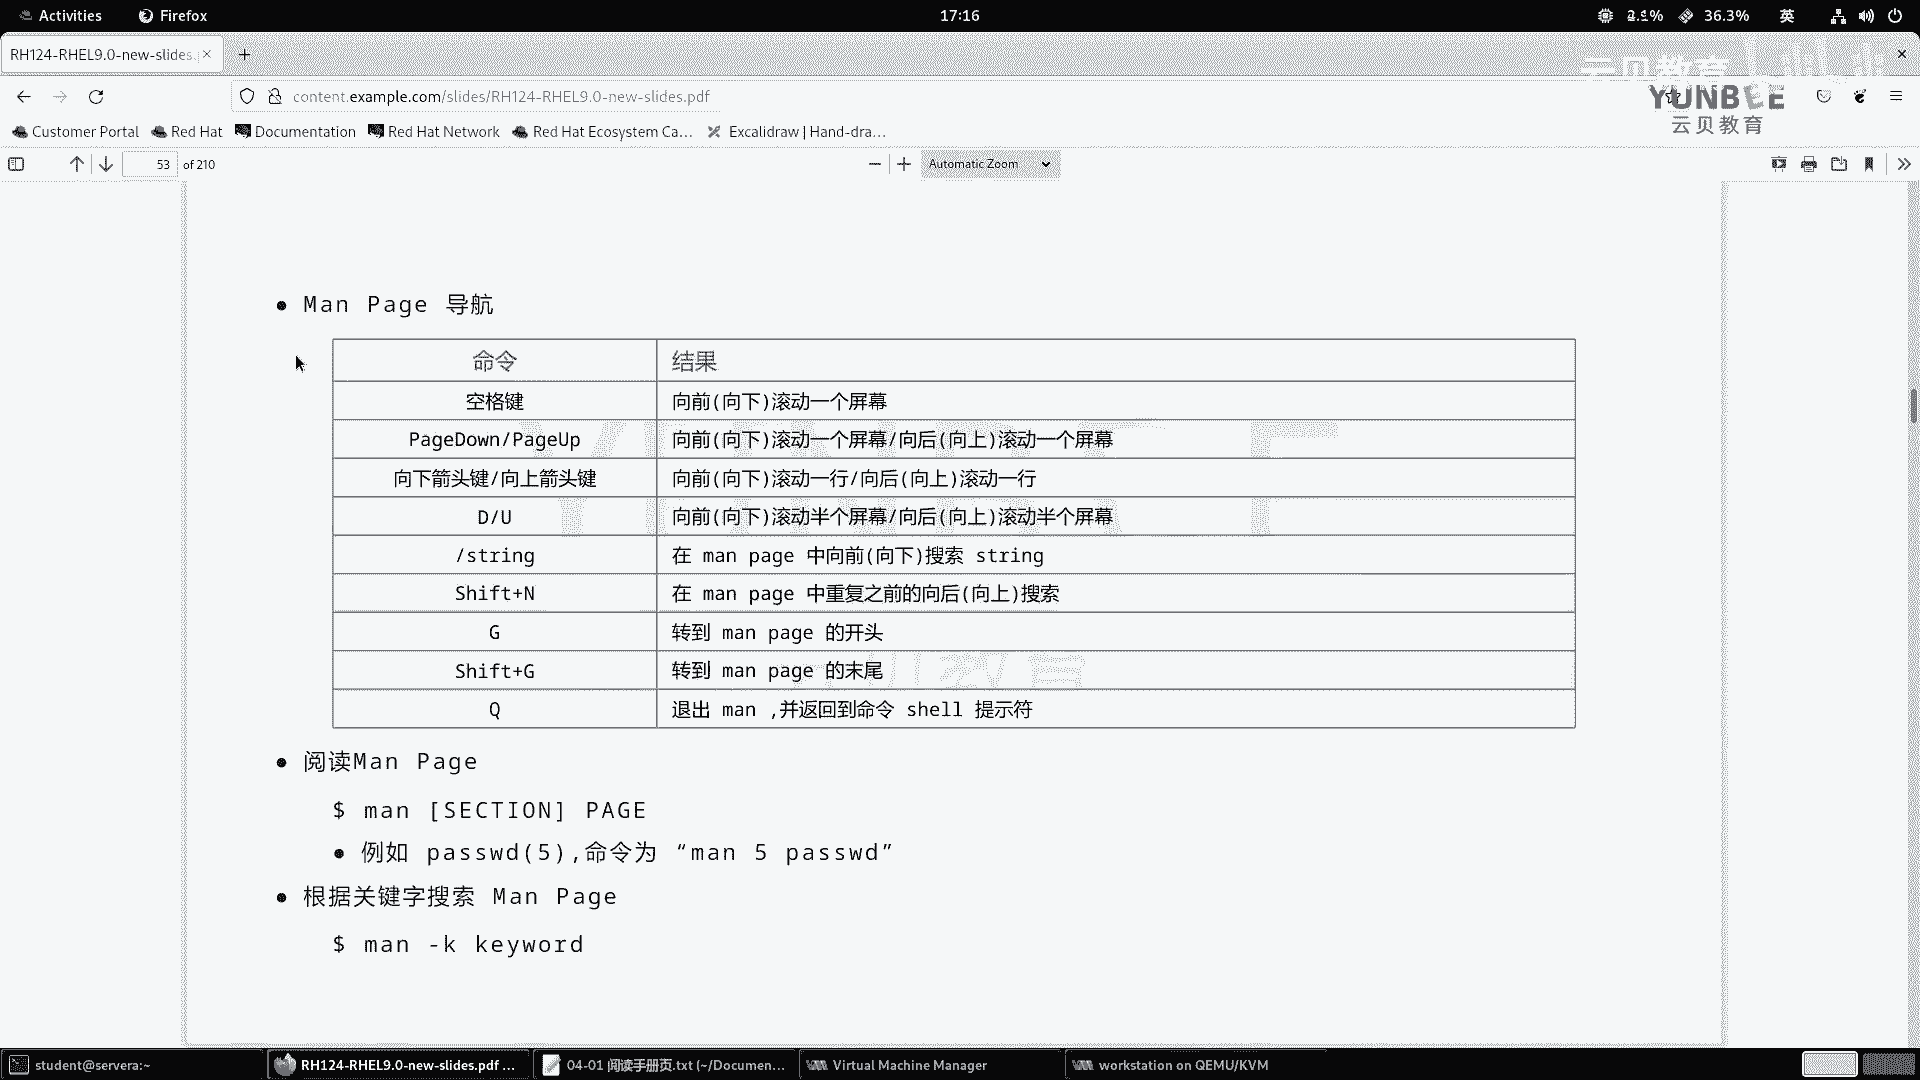 Activities Firefox 17:16 36.3% 英
RH124-RHEL9.0-new-slides.
content.example.com/slides/RH124-RHEL9.0-new-slides.pdf
YUNBEE
云贝教育
Customer Portal Red Hat Documentation Red Hat Network Red Hat Ecosystem Ca… Excalidraw | Hand-dra…
53 of 210 Automatic Zoom
• Man Page 导航
命令 结果
空格键 向前(向下)滚动一个屏幕
PageDown/PageUp 向前(向下)滚动一个屏幕/向后(向上)滚动一个屏幕
向下箭头键/向上箭头键 向前(向下)滚动一行/向后(向上)滚动一行
D/U 向前(向下)滚动半个屏幕/向后(向上)滚动半个屏幕
/string 在 man page 中向前(向下)搜索 string
Shift+N 在 man page 中重复之前的向后(向上)搜索
G 转到 man page 的开头
Shift+G 转到 man page 的末尾
Q 退出 man ,并返回到命令 shell 提示符
• 阅读Man Page
$ man [SECTION] PAGE
• 例如 passwd(5),命令为 “man 5 passwd”
• 根据关键字搜索 Man Page
$ man -k keyword
student@servera:~ RH124-RHEL9.0-new-slides.pdf … 04-01 阅读手册页.txt (~/Documen… Virtual Machine Manager workstation on QEMU/KVM